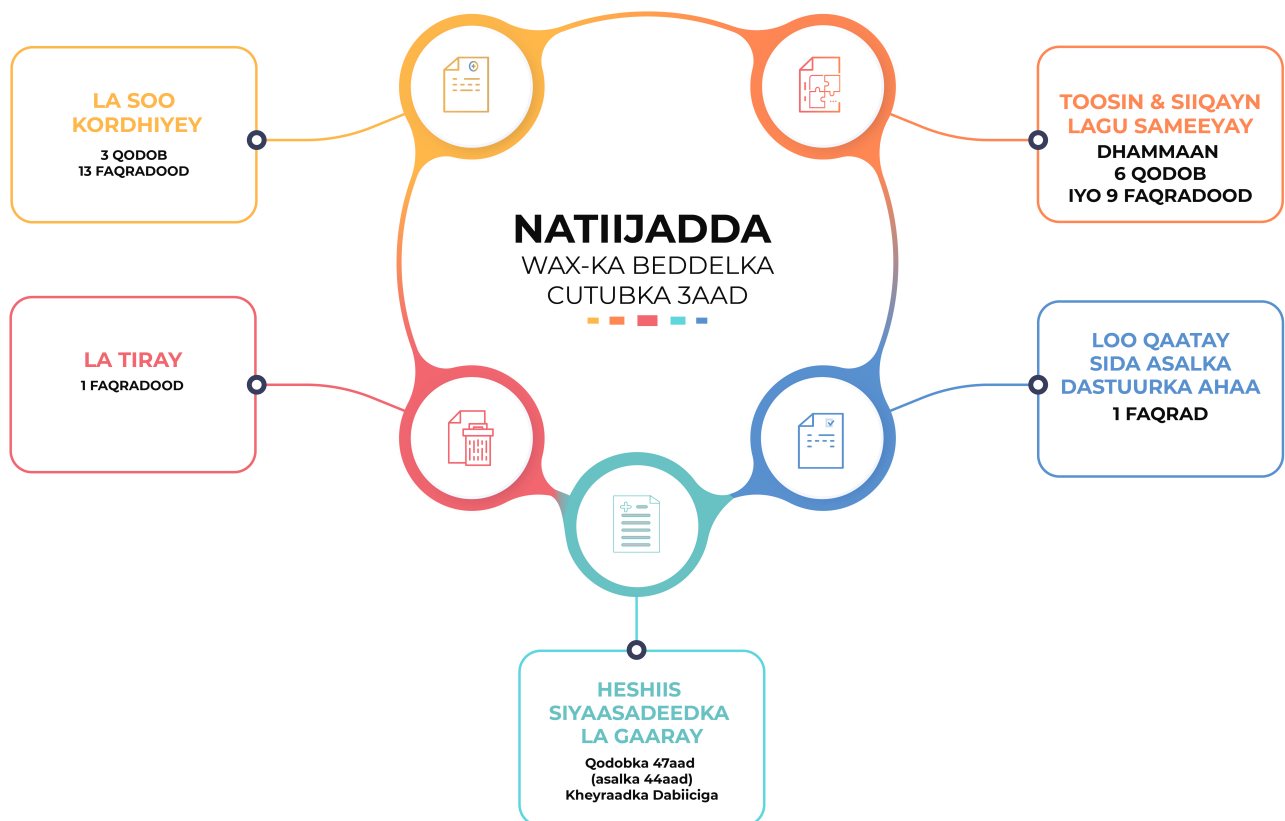 NATIIJADDA
WAX-KA BEDDELKA
CUTUBKA 3AAD
LA SOO
KORDHIYEY
3 QODOB
13 FAQRADOOD
TOOSIN & SIIQAYN
LAGU SAMEEYAY
DHAMMAAN
6 QODOB
IYO 9 FAQRADOOD
LA TIRAY
1 FAQRADOOD
LOO QAATAY
SIDA ASALKA
DASTUURKA AHAA
1 FAQRAD
HESHIIS
SIYAASADEEDKA
LA GAARAY
Qodobka 47aad
(asalka 44aad)
Kheyraadka Dabiiciga